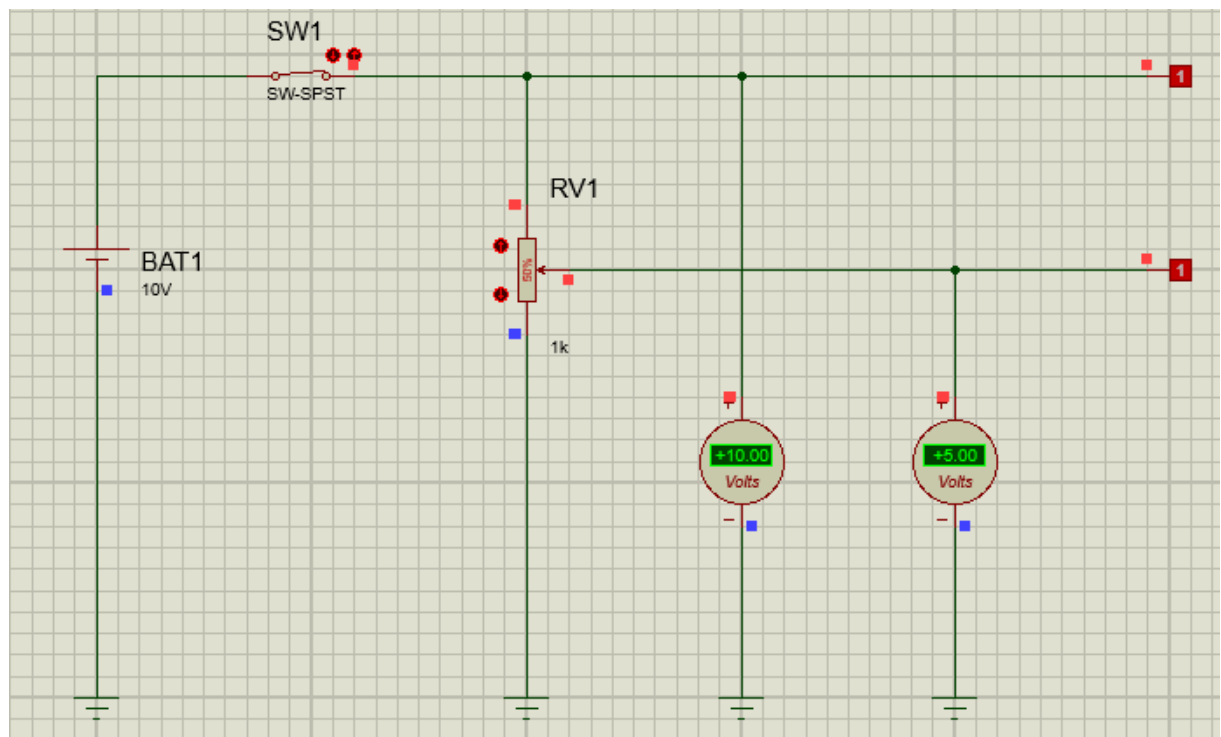 SW1
SW-SPST
1
RV1
BAT1
10V
50%
1
1k
+10.00
Volts
+5.00
Volts